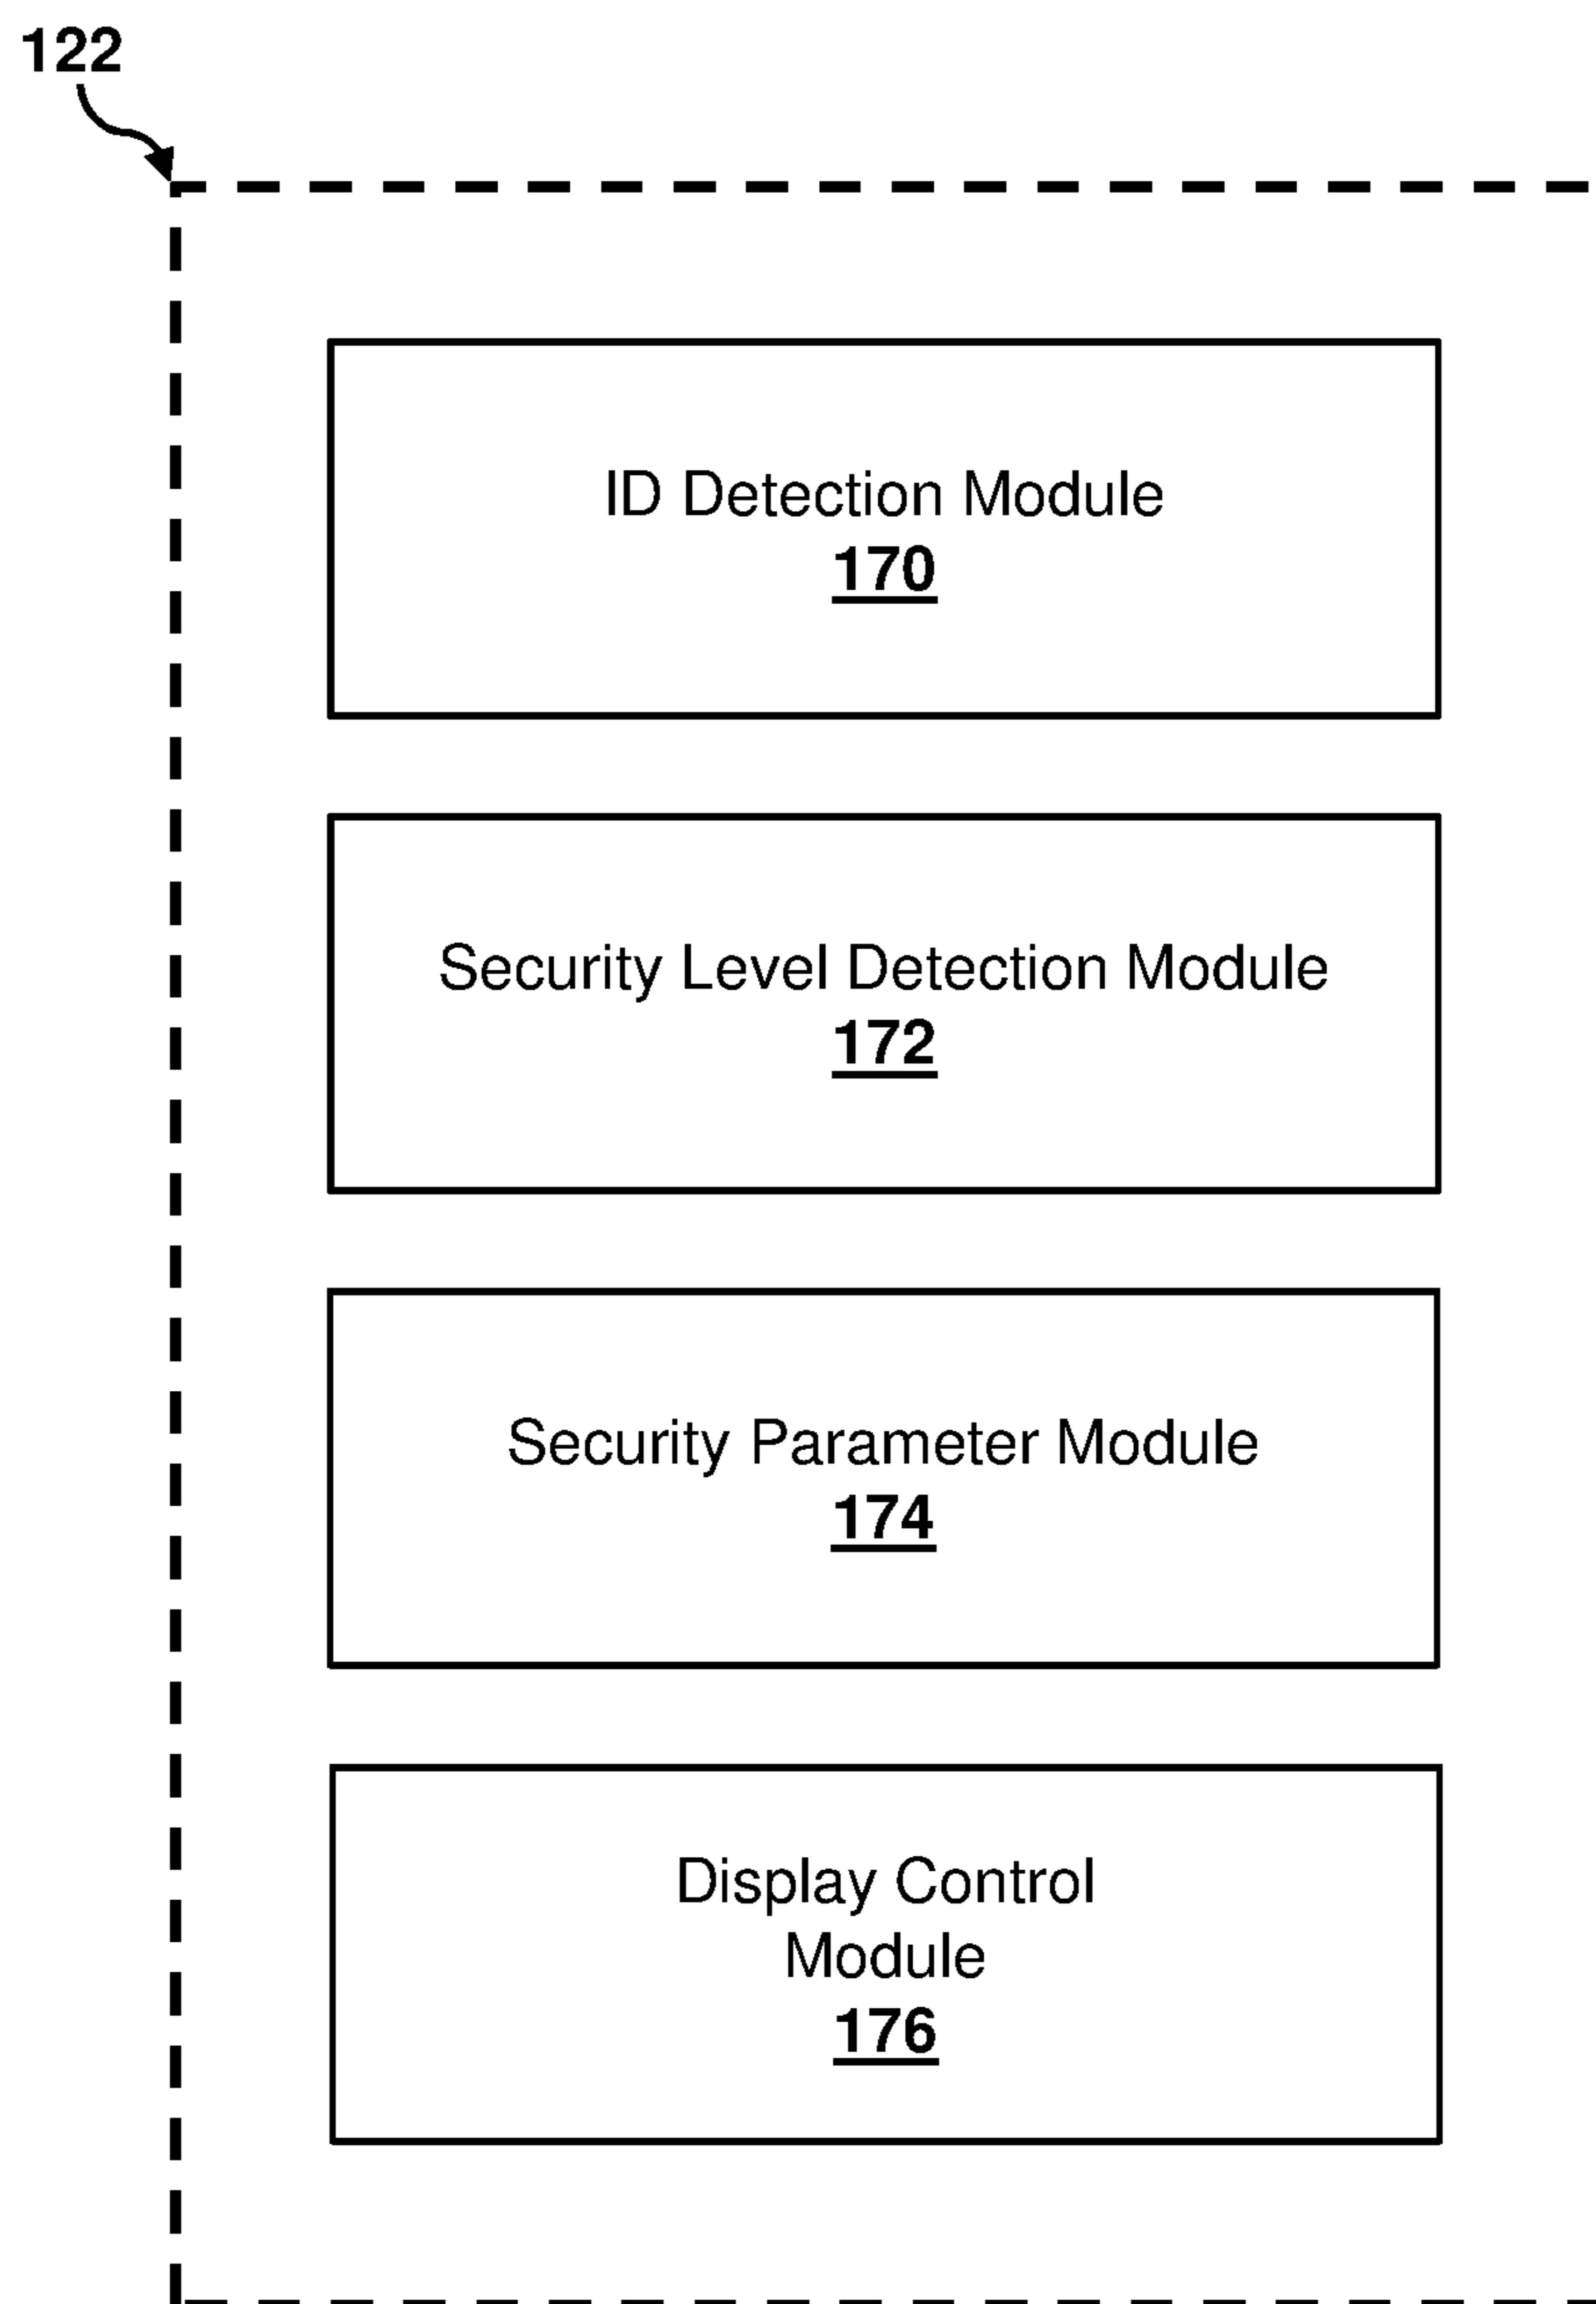 122
ID Detection Module
170
Security Level Detection Module
172
Security Parameter Module
174
Display Control
Module
176